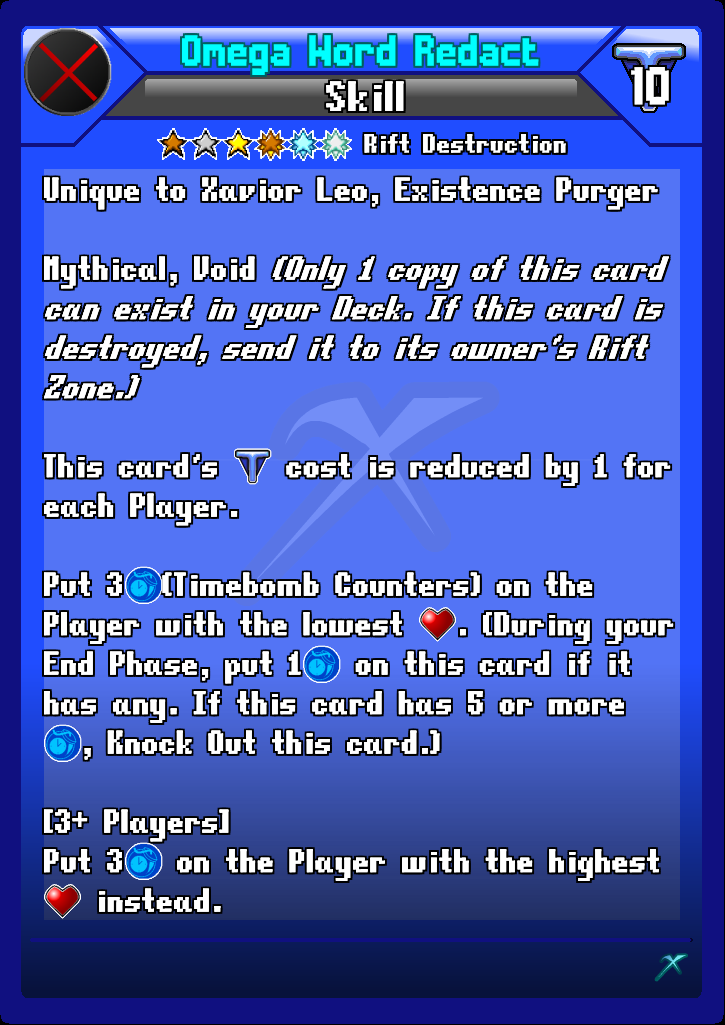 Omega Word Redact
10
Skill
Rift Destruction
Unique to Xavior Leo, Existence Purger
Mythical, Void (Only 1 copy of this card
can exist in your Deck. If this card is
destroyed, send it to its owner's Rift
Zone.)
This card's T cost is reduced by 1 for
each Player.
Put 3 (Timebomb Counters) on the
Player with the lowest . (During your
End Phase, put 1 on this card if it
has any. If this card has 5 or more
, Knock Out this card.)
[3+ Players]
Put 3 on the Player with the highest
instead.